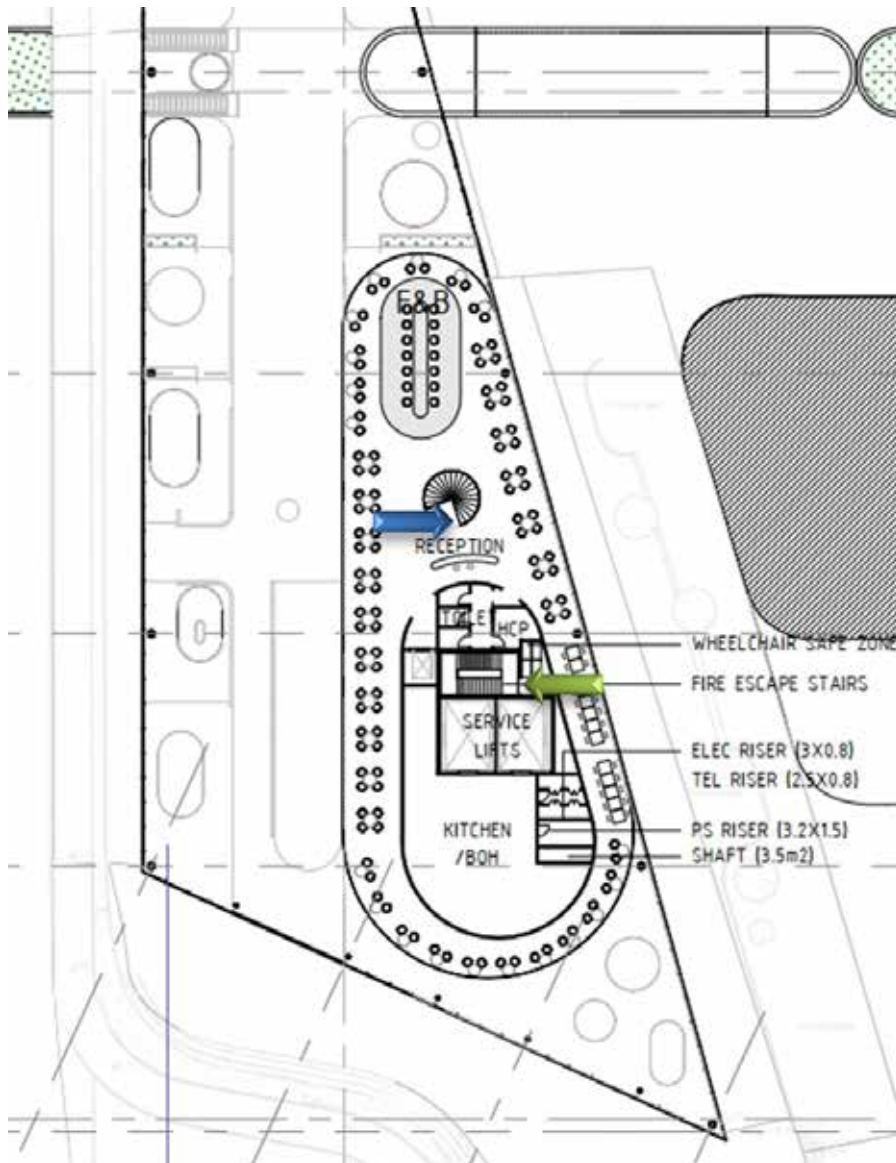 F&B
RECEPTION
TOILET
HCP
WHEELCHAIR SAFE ZONE
FIRE ESCAPE STAIRS
SERVICE
LIFTS
ELEC RISER (3X0.8)
TEL RISER (2.5X0.8)
KITCHEN
/BOH
PS RISER (3.2X1.5)
SHAFT (3.5m2)